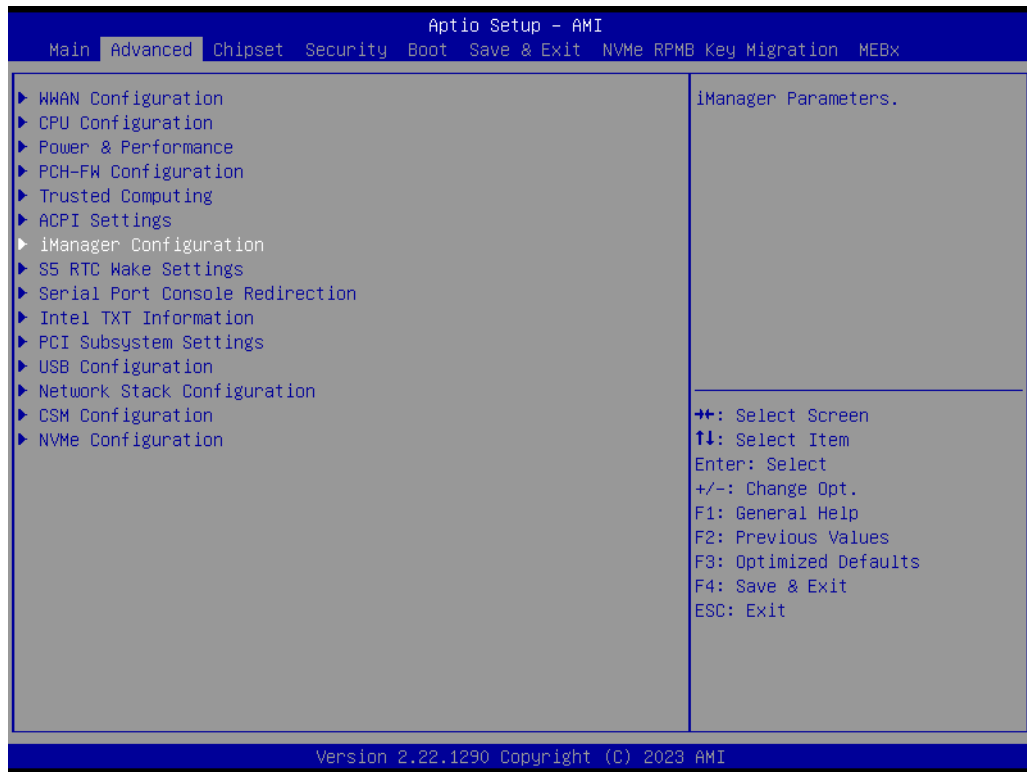 Aptio Setup – AMI
Main Advanced Chipset Security Boot Save & Exit NVMe RPMB Key Migration MEBx
WWAN Configuration
CPU Configuration
Power & Performance
PCH-FW Configuration
Trusted Computing
ACPI Settings
iManager Configuration
S5 RTC Wake Settings
Serial Port Console Redirection
Intel TXT Information
PCI Subsystem Settings
USB Configuration
Network Stack Configuration
CSM Configuration
NVMe Configuration
iManager Parameters.
→←: Select Screen
↑↓: Select Item
Enter: Select
+/-: Change Opt.
F1: General Help
F2: Previous Values
F3: Optimized Defaults
F4: Save & Exit
ESC: Exit
Version 2.22.1290 Copyright (C) 2023 AMI